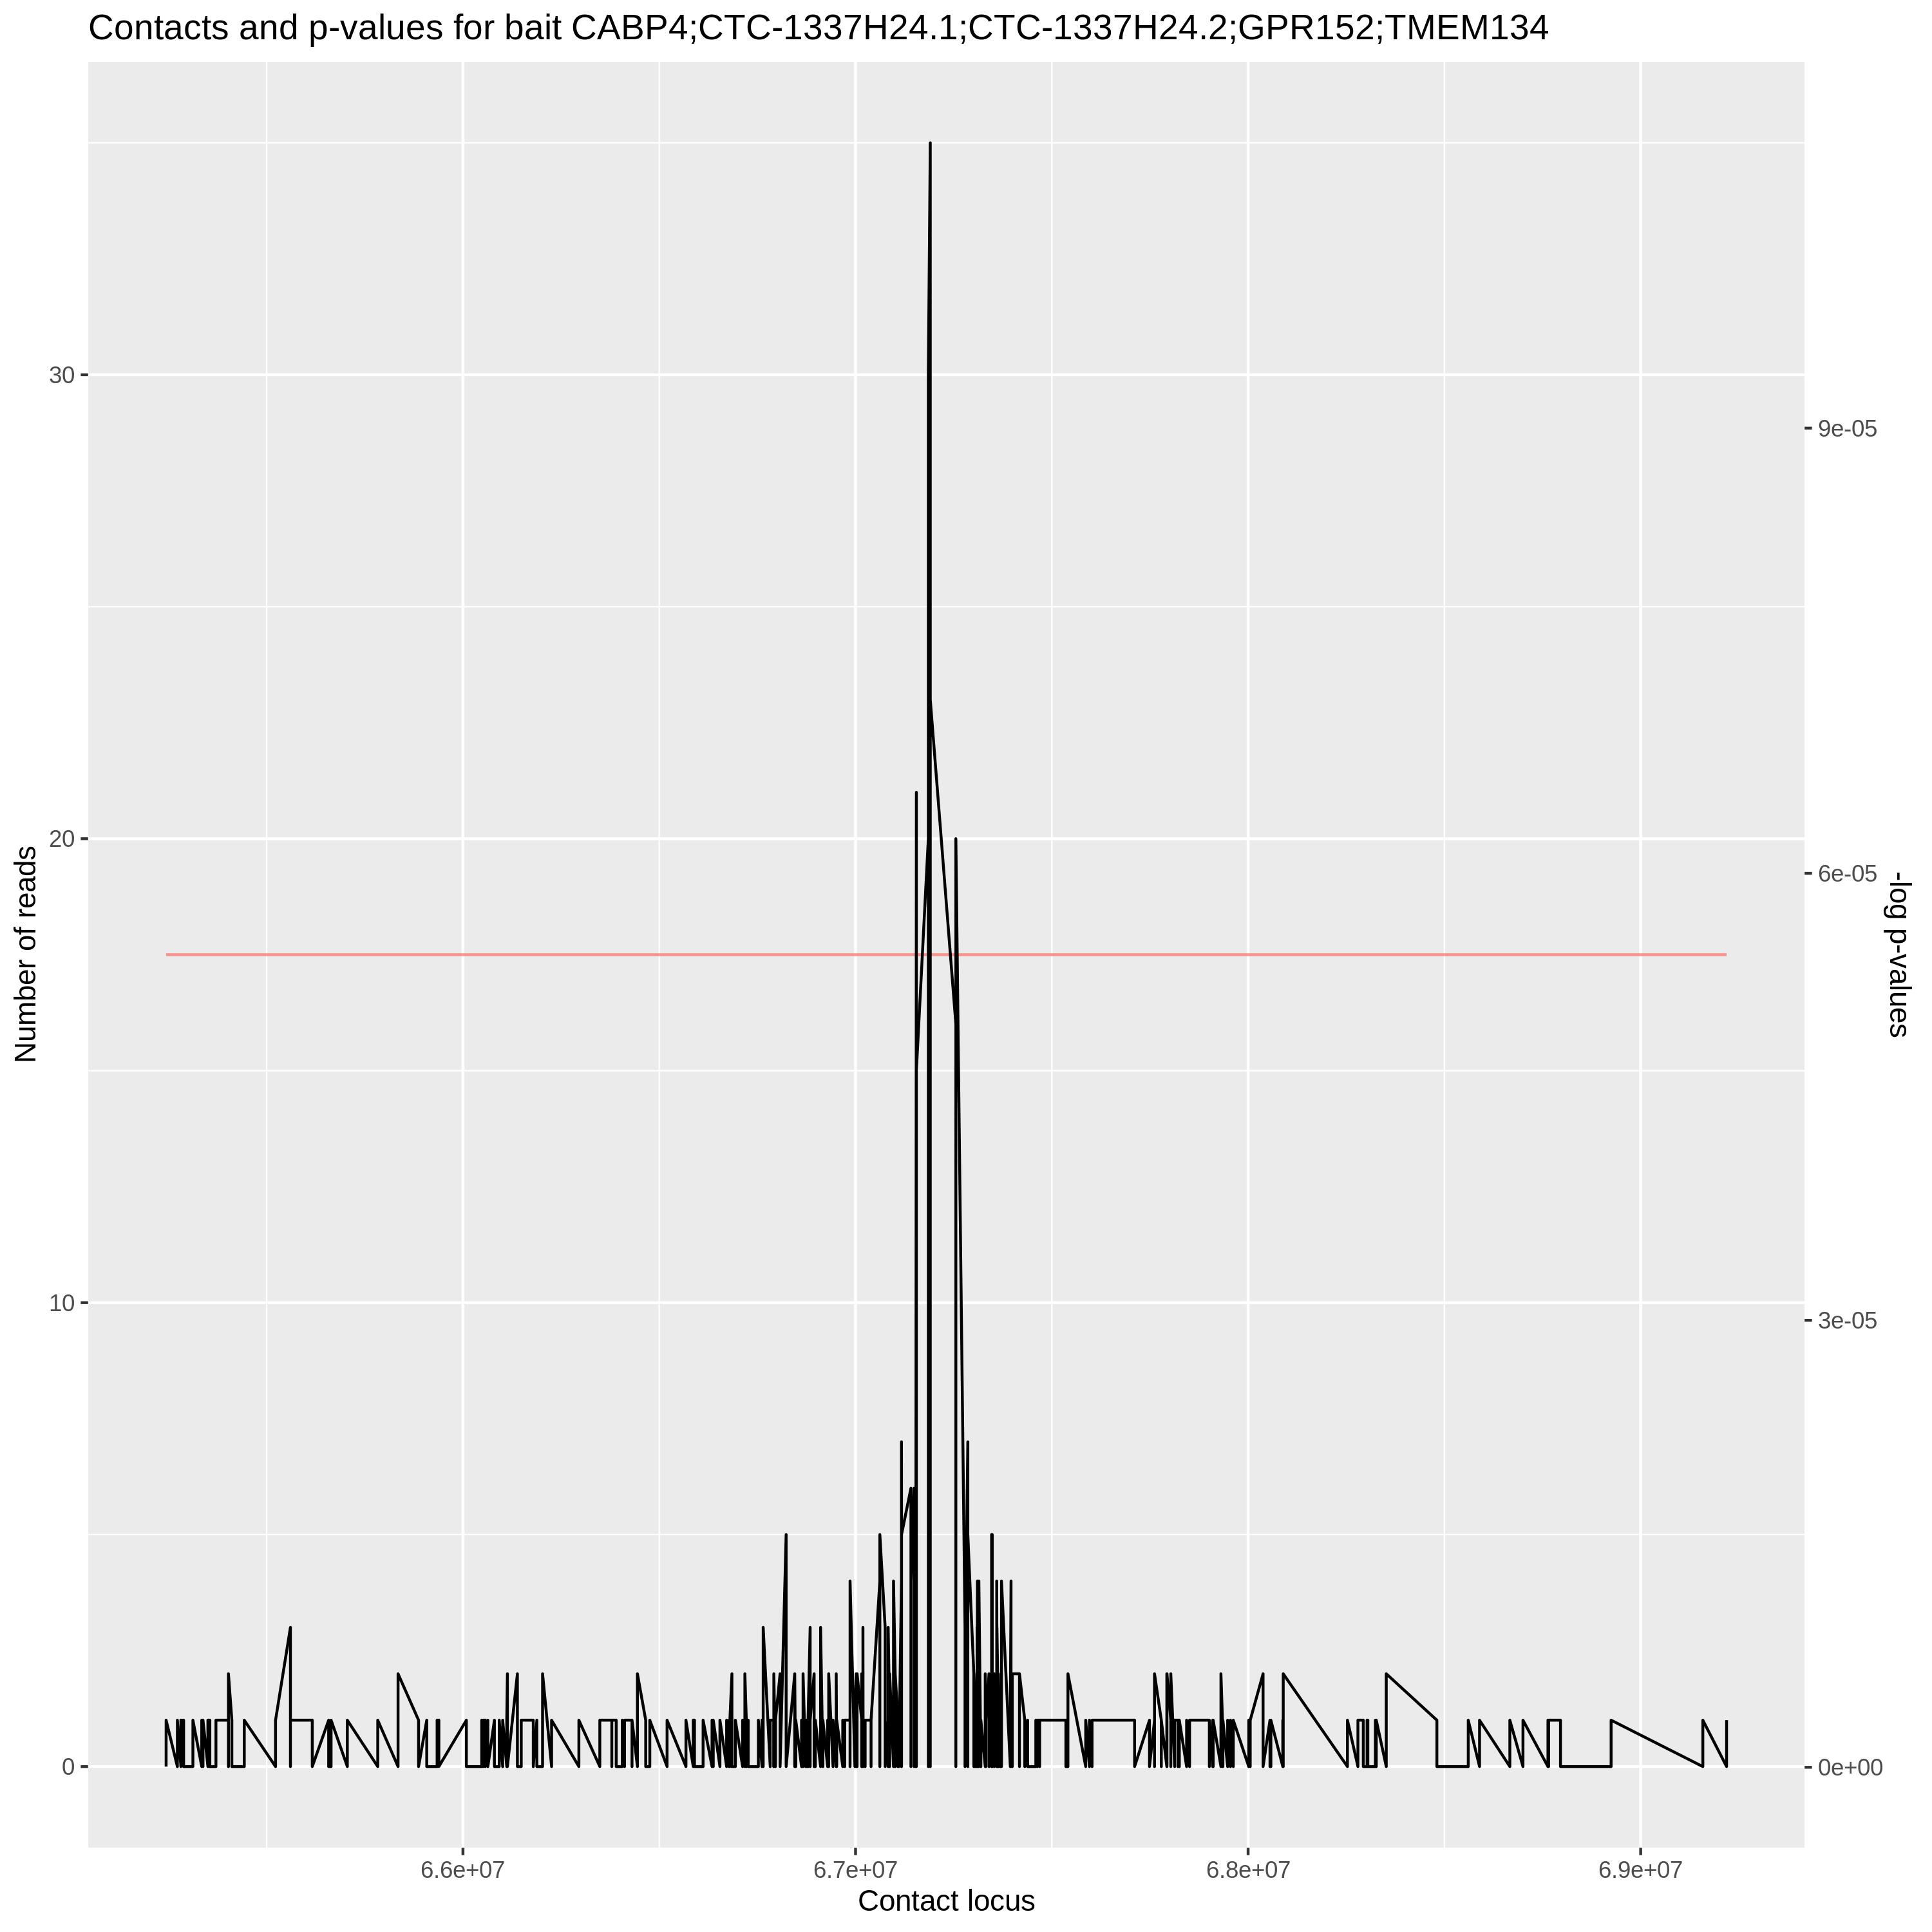 Contacts and p-values for bait CABP4;CTC-1337H24.1;CTC-1337H24.2;GPR152;TMEM134
30
20
10
0
Number of reads
9e-05
6e-05
3e-05
0e+00
-log p-values
6.6e+07
6.7e+07
6.8e+07
6.9e+07
Contact locus